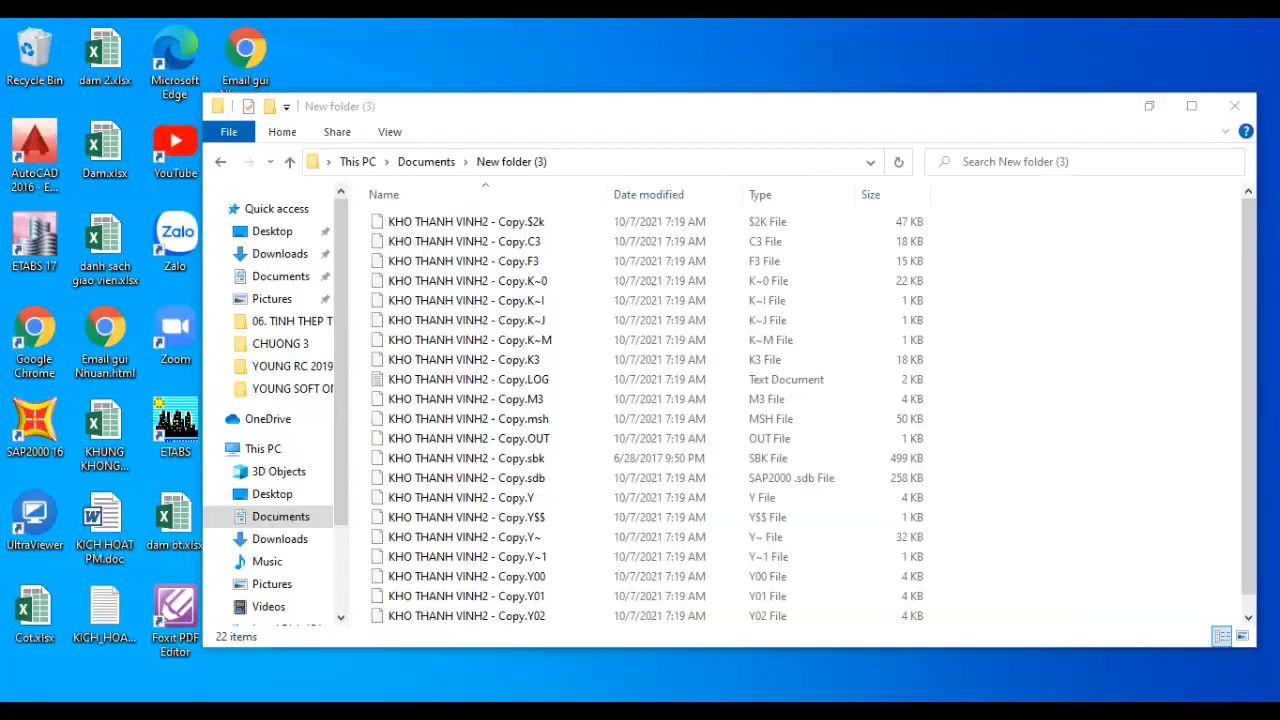 Recycle Bin
dam 2.xlsx
Microsoft
Edge
Email gui
AutoCAD
2016 - E...
Dam.xlsx
YouTube
ETABS 17
danh sach
giao vien.xlsx
Zalo
Zalo
Google
Chrome
Email gui
Nhuan.html
Zoom
SAP2000 16
KHUNG
KHONG...
ETABS
UltraViewer
KICH HOAT
PM.doc
dam bt.xlsx
Cot.xlsx
KICH_HOA...
Foxit PDF
Editor
New folder (3)
File
Home
Share
View
This PC
Documents
New folder (3)
Search New folder (3)
Quick access
Desktop
Downloads
Documents
Pictures
06. TINH THEP T
CHUONG 3
YOUNG RC 2019
YOUNG SOFT ON
OneDrive
This PC
3D Objects
Desktop
Documents
Downloads
Music
Pictures
Videos
Name Date modified Type Size
KHO THANH VINH2 - Copy.$2k 10/7/2021 7:19 AM $2K File 47 KB
KHO THANH VINH2 - Copy.C3 10/7/2021 7:19 AM C3 File 18 KB
KHO THANH VINH2 - Copy.F3 10/7/2021 7:19 AM F3 File 15 KB
KHO THANH VINH2 - Copy.K~0 10/7/2021 7:19 AM K~0 File 22 KB
KHO THANH VINH2 - Copy.K~I 10/7/2021 7:19 AM K~I File 1 KB
KHO THANH VINH2 - Copy.K~J 10/7/2021 7:19 AM K~J File 1 KB
KHO THANH VINH2 - Copy.K~M 10/7/2021 7:19 AM K~M File 1 KB
KHO THANH VINH2 - Copy.K3 10/7/2021 7:19 AM K3 File 18 KB
KHO THANH VINH2 - Copy.LOG 10/7/2021 7:19 AM Text Document 2 KB
KHO THANH VINH2 - Copy.M3 10/7/2021 7:19 AM M3 File 4 KB
KHO THANH VINH2 - Copy.msh 10/7/2021 7:19 AM MSH File 50 KB
KHO THANH VINH2 - Copy.OUT 10/7/2021 7:19 AM OUT File 1 KB
KHO THANH VINH2 - Copy.sbk 6/28/2017 9:50 PM SBK File 499 KB
KHO THANH VINH2 - Copy.sdb 10/7/2021 7:19 AM SAP2000 .sdb File 258 KB
KHO THANH VINH2 - Copy.Y 10/7/2021 7:19 AM Y File 4 KB
KHO THANH VINH2 - Copy.Y$$ 10/7/2021 7:19 AM Y$$ File 1 KB
KHO THANH VINH2 - Copy.Y~ 10/7/2021 7:19 AM Y~ File 32 KB
KHO THANH VINH2 - Copy.Y~1 10/7/2021 7:19 AM Y~1 File 1 KB
KHO THANH VINH2 - Copy.Y00 10/7/2021 7:19 AM Y00 File 4 KB
KHO THANH VINH2 - Copy.Y01 10/7/2021 7:19 AM Y01 File 4 KB
KHO THANH VINH2 - Copy.Y02 10/7/2021 7:19 AM Y02 File 4 KB
22 items